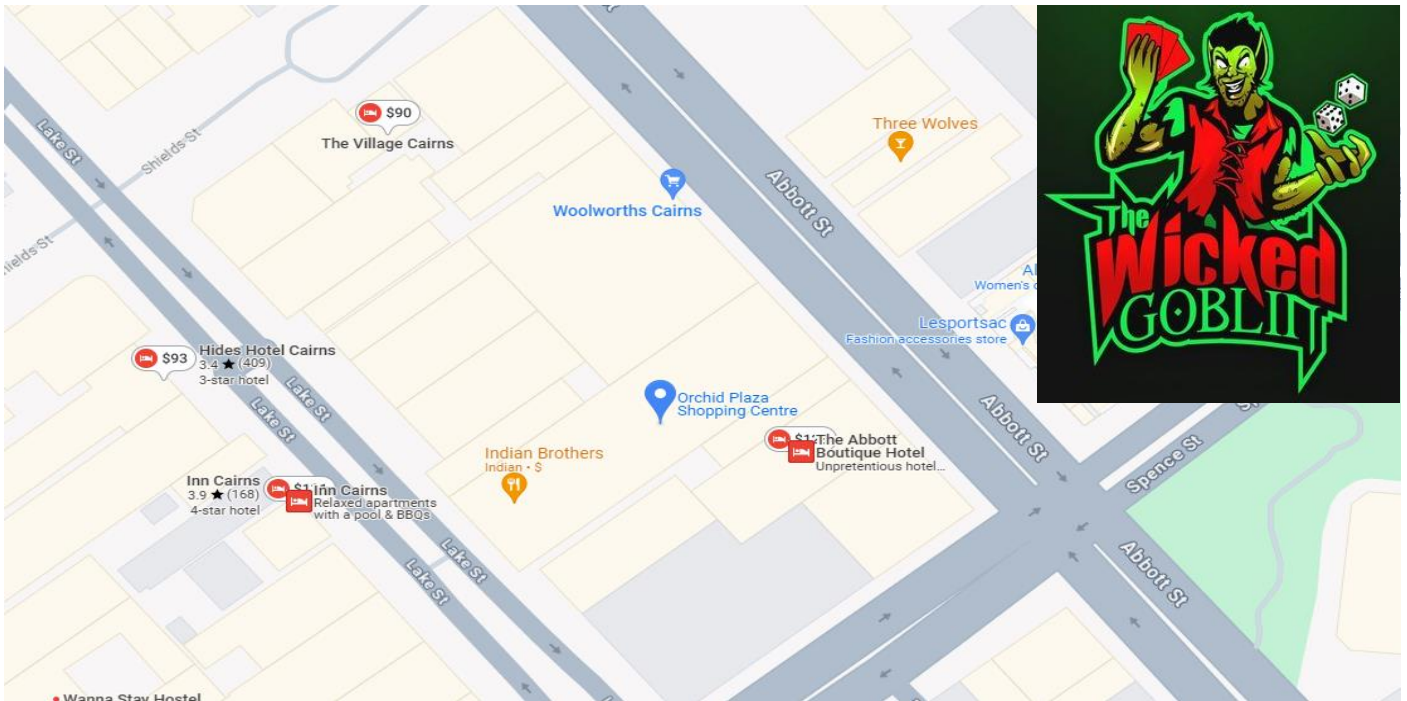 Lake St
Shields St
$90
The Village Cairns
Woolworths Cairns
Abbott St
Three Wolves
The
Wicked
GOBLIN
Women's
Lesportsac
Fashion accessories store
$93
Hides Hotel Cairns
3.4 ★ (409)
3-star hotel
Lake St
Lake St
Orchid Plaza
Shopping Centre
Abbott St
The Abbott
Boutique Hotel
Unpretentious hotel...
Indian Brothers
Indian · $
Spence St
Inn Cairns
3.9 ★ (168)
4-star hotel
Inn Cairns
Relaxed apartments
with a pool & BBQs
Lake St
Lake St
Abbott St
Wanna Stay Hostel